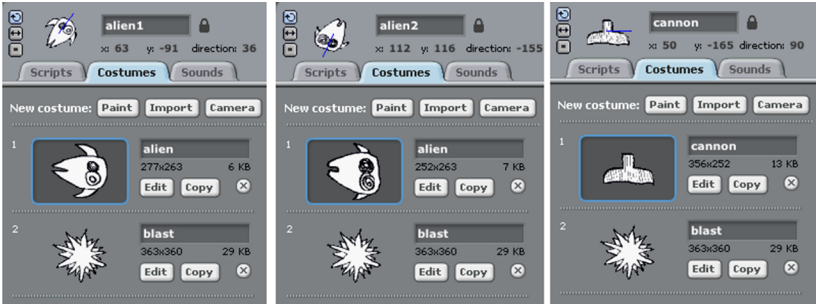 alien1
x: 63 y: -91 direction: 36
Scripts Costumes Sounds
New costume: Paint Import Camera
1
alien
277x263 6 KB
Edit Copy
2
blast
363x360 29 KB
Edit Copy
alien2
x: 112 y: 116 direction: -155
Scripts Costumes Sounds
New costume: Paint Import Camera
1
alien
252x263 7 KB
Edit Copy
2
blast
363x360 29 KB
Edit Copy
cannon
x: 50 y: -165 direction: 90
Scripts Costumes Sounds
New costume: Paint Import Camera
1
cannon
356x252 13 KB
Edit Copy
2
blast
363x360 29 KB
Edit Copy